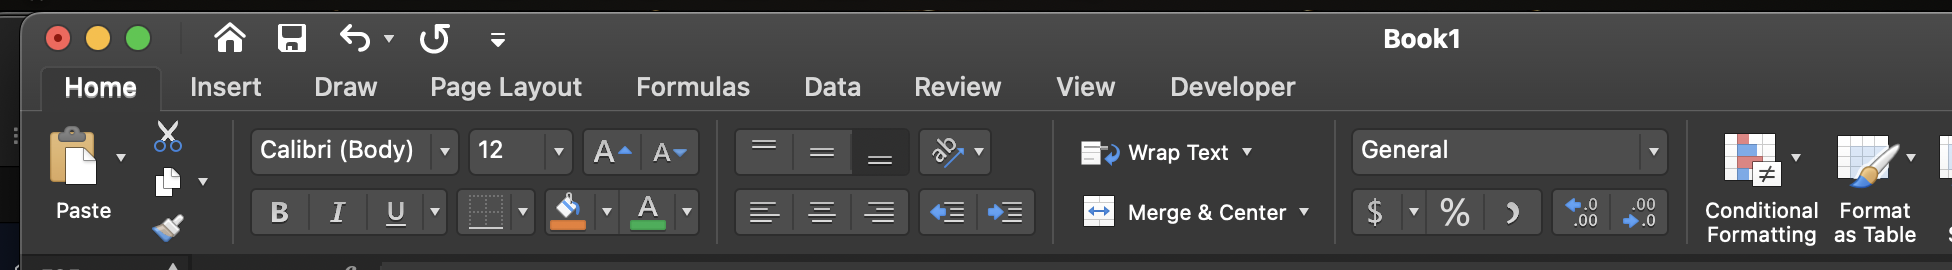 Book1
Home Insert Draw Page Layout Formulas Data Review View Developer
Calibri (Body) 12 A A ab Wrap Text General
Paste B I U A Merge & Center $ % .0 .00 .00 .0
Conditional Formatting
Format as Table